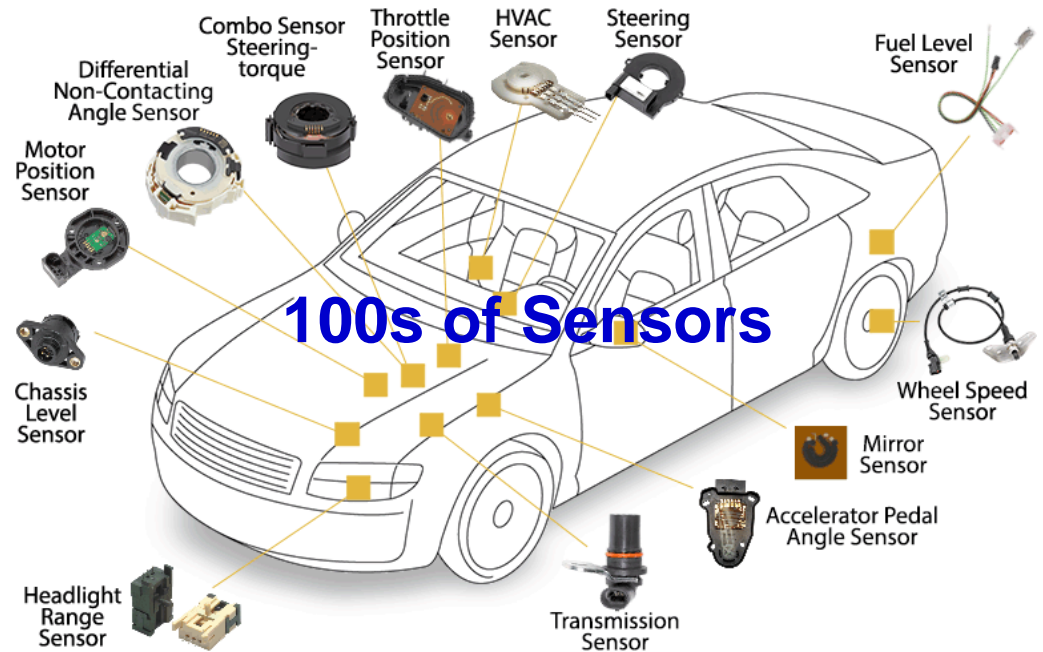 Combo Sensor
Steering-
torque
Throttle
Position
Sensor
HVAC
Sensor
Steering
Sensor
Fuel Level
Sensor
Differential
Non-Contacting
Angle Sensor
Motor
Position
Sensor
100s of Sensors
Chassis
Level
Sensor
Wheel Speed
Sensor
Mirror
Sensor
Accelerator Pedal
Angle Sensor
Headlight
Range
Sensor
Transmission
Sensor